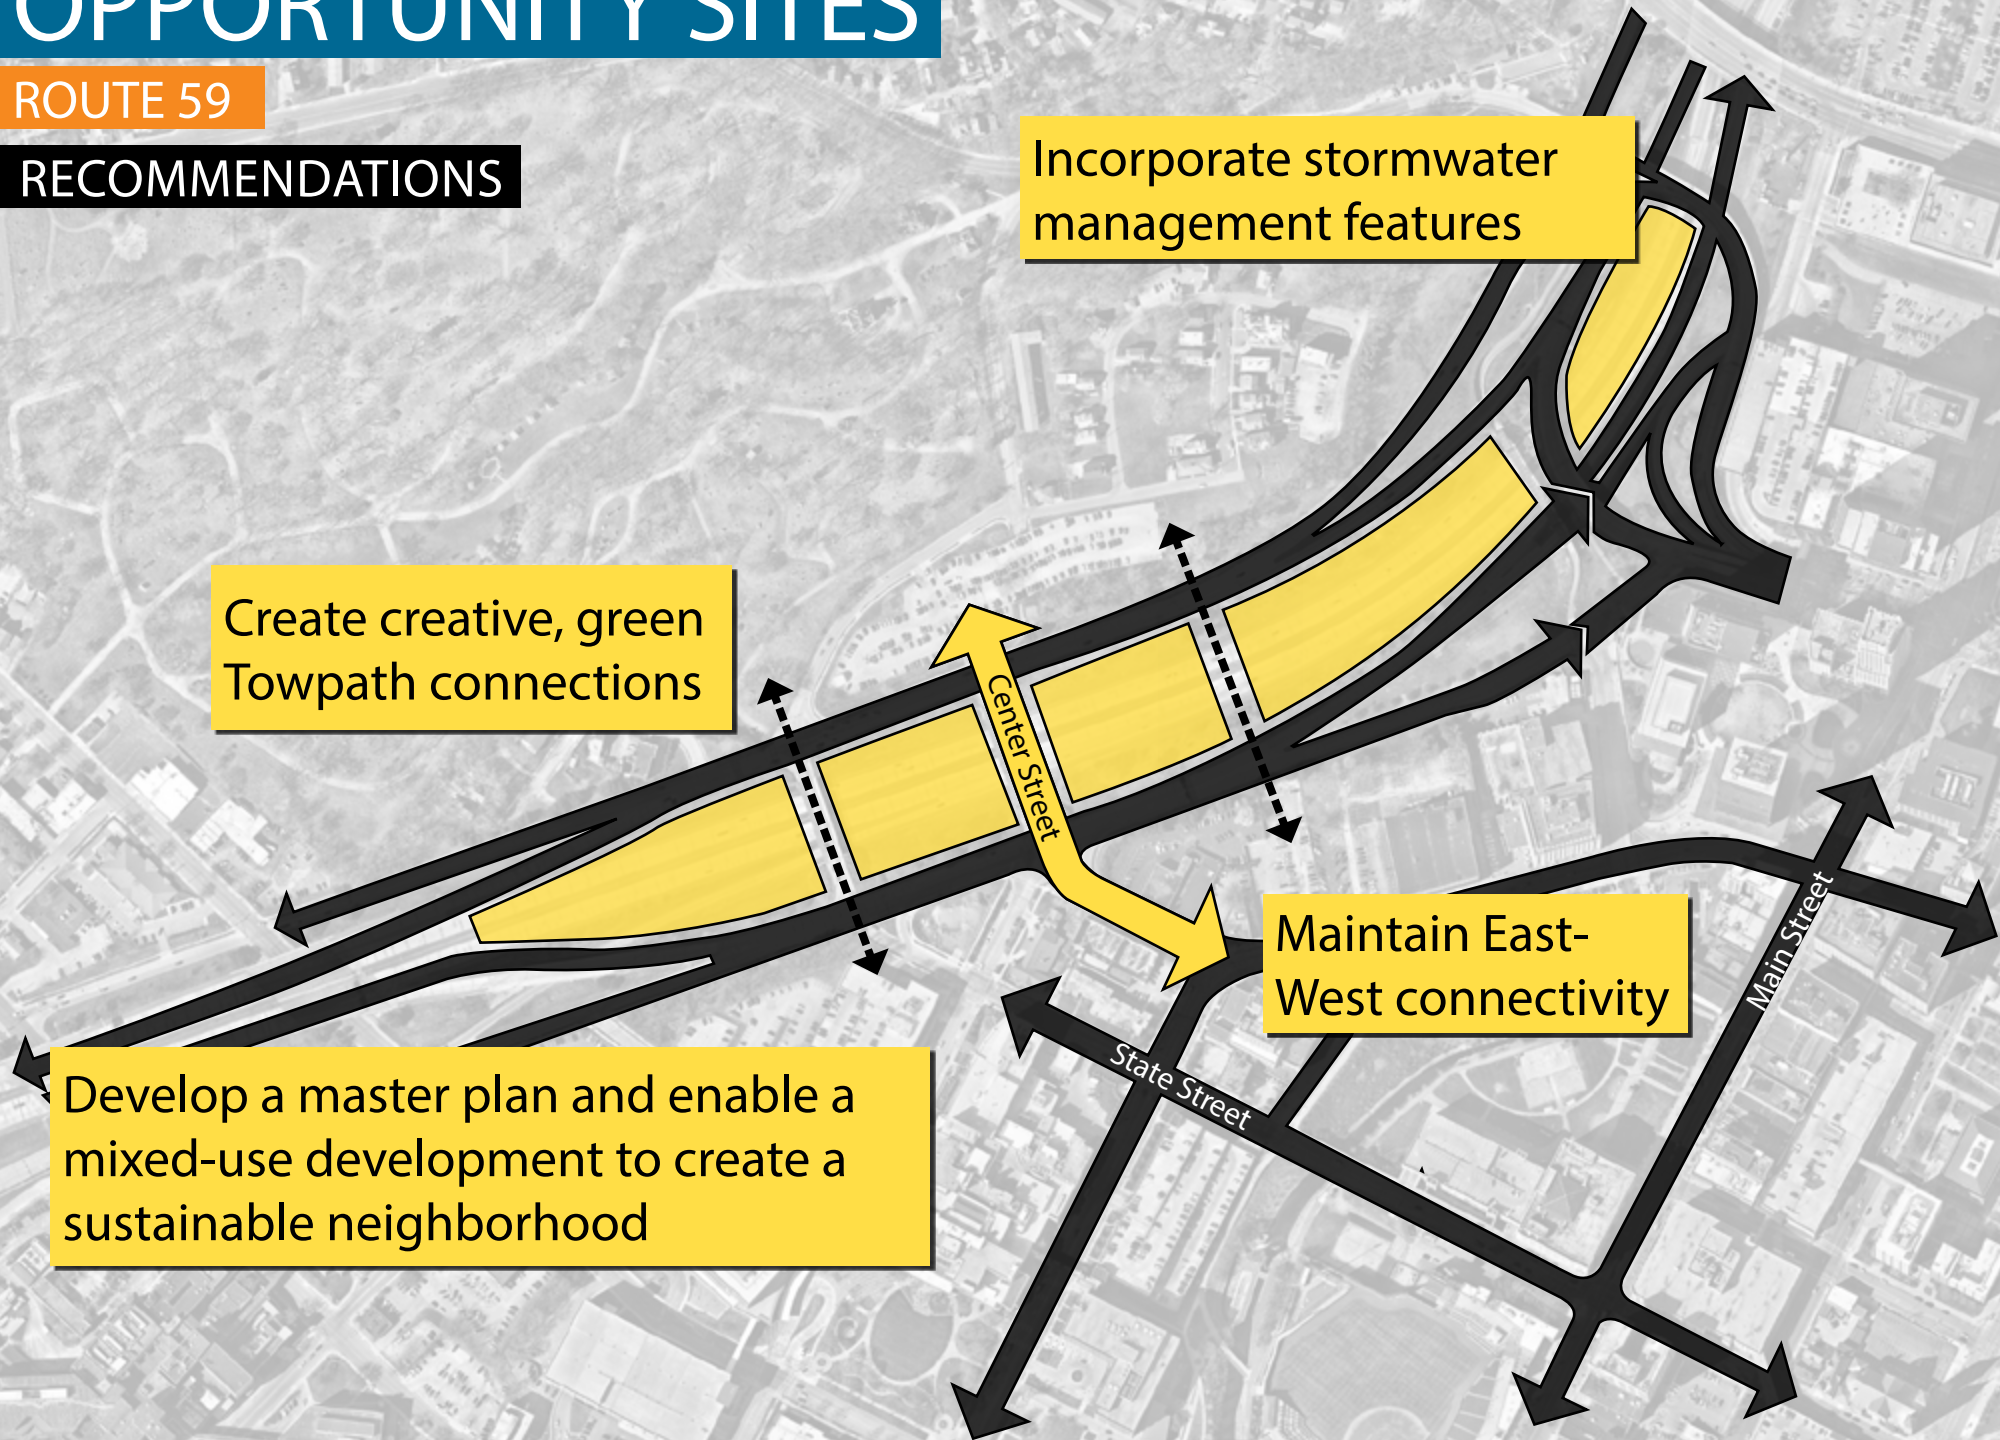 OPPORTUNITY SITES
ROUTE 59
RECOMMENDATIONS
Incorporate stormwater
management features
Create creative, green
Towpath connections
Center Street
Maintain East-
West connectivity
Main Street
State Street
Develop a master plan and enable a
mixed-use development to create a
sustainable neighborhood